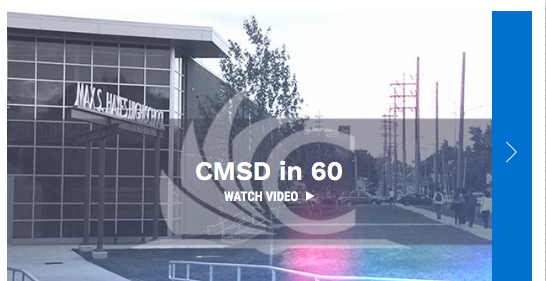 MAX S. HAYES HIGH SCHOOL
CMSD in 60
WATCH VIDEO